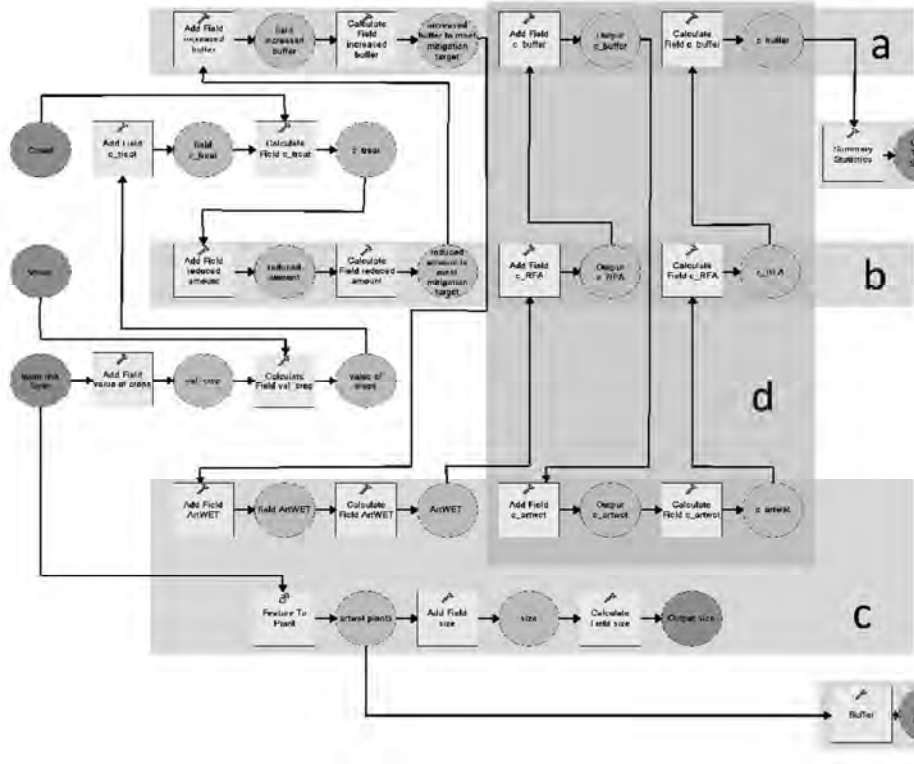 Add Field
increased
buffer
field
increased
buffer
Calculate
Field
increased
buffer
increased
buffer to meet
mitigation
target
Add Field
c_buffer
Output
c_buffer
Calculate
Field c_buffer
c_buffer
a
Add Field
c_treat
field
c_treat
Calculate
Field c_treat
c_treat
Summary
Statistics
Add Field
reduced
amount
reduced
amount
Calculate
Field reduced
amount
reduced
amount to
meet
mitigation
target
Add Field
c_RFA
Output
c_RFA
Calculate
Field c_RFA
c_RFA
b
Add Field
value of crops
val_crop
Calculate
Field val_crop
value of
crops
d
Add Field
ArtWET
field ArtWET
Calculate
Field ArtWET
ArtWET
Add Field
c_artwet
Output
c_artwet
Calculate
Field c_artwet
c_artwet
Feature To
Point
artwet points
Add Field
size
size
Calculate
Field size
Output size
c
Buffer